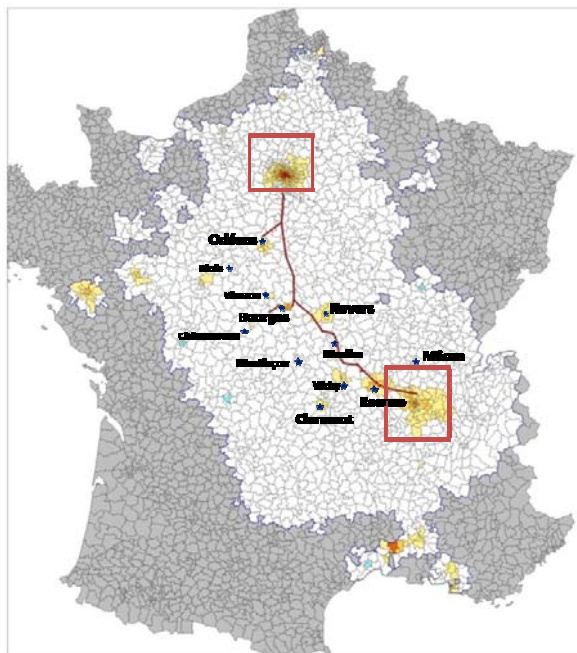 Orléans
Blois
Vierzon
Bourges
Nevers
Châteauroux
Moulins
Mâcon
Montluçon
Vichy
Roanne
Clermont